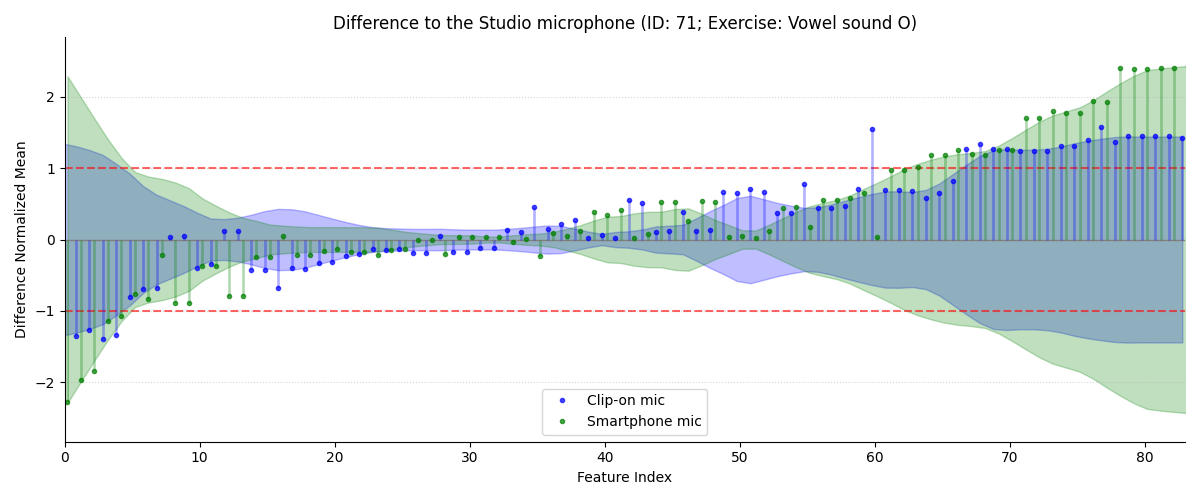 Difference to the Studio microphone (ID: 71; Exercise: Vowel sound O)
Difference Normalized Mean
2
1
0
−1
−2
Clip-on mic
Smartphone mic
0 10 20 30 40 50 60 70 80
Feature Index